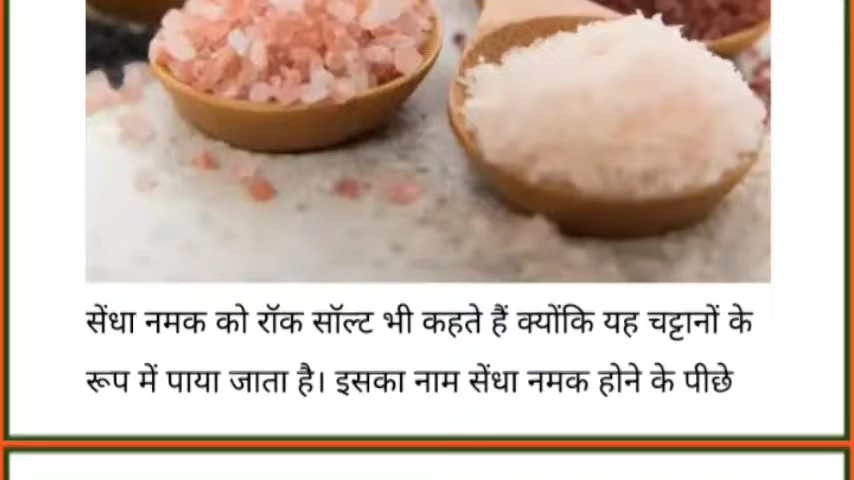 सेंधा नमक को रॉक सॉल्ट भी कहते हैं क्योंकि यह चट्टानों के
रूप में पाया जाता है। इसका नाम सेंधा नमक होने के पीछे